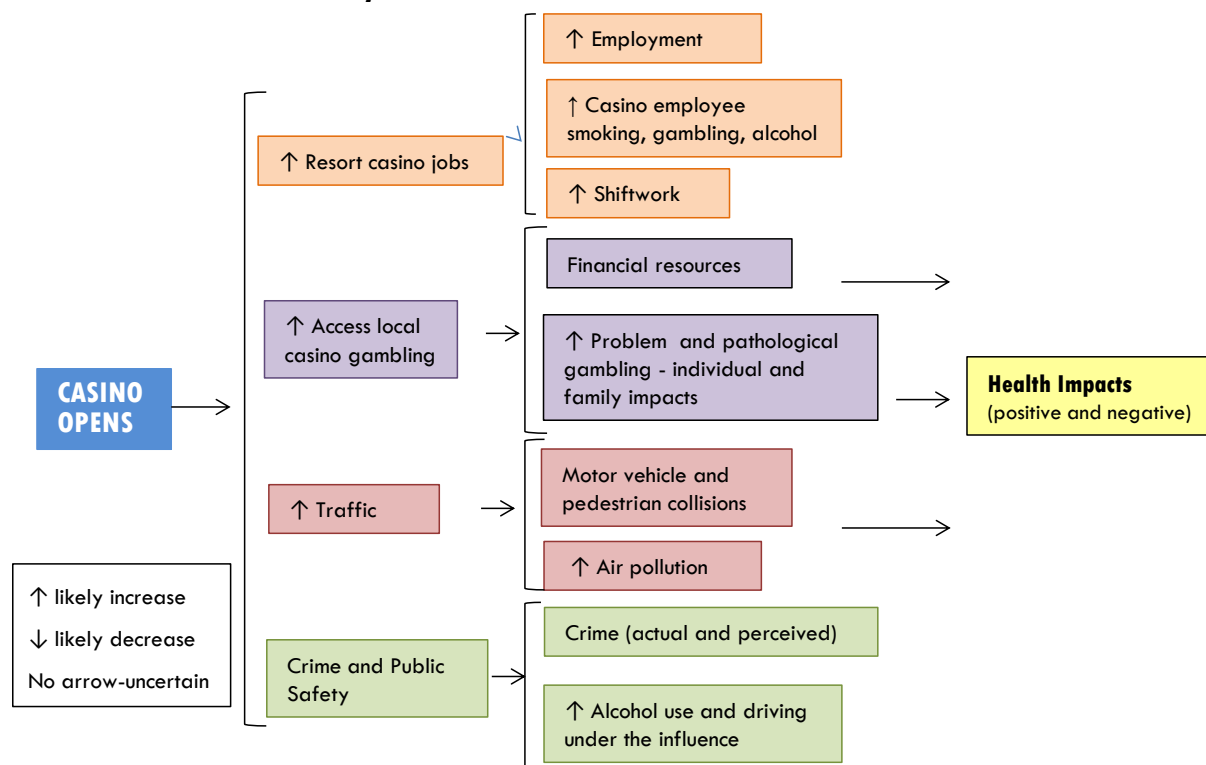 ↑ Employment
↑ Casino employee
smoking, gambling, alcohol
↑ Resort casino jobs
↑ Shiftwork
Financial resources
↑ Access local
casino gambling
↑ Problem and pathological
gambling - individual and
family impacts
CASINO
OPENS
Health Impacts
(positive and negative)
↑ Traffic
Motor vehicle and
pedestrian collisions
↑ Air pollution
↑ likely increase
↓ likely decrease
No arrow-uncertain
Crime and Public
Safety
Crime (actual and perceived)
↑ Alcohol use and driving
under the influence